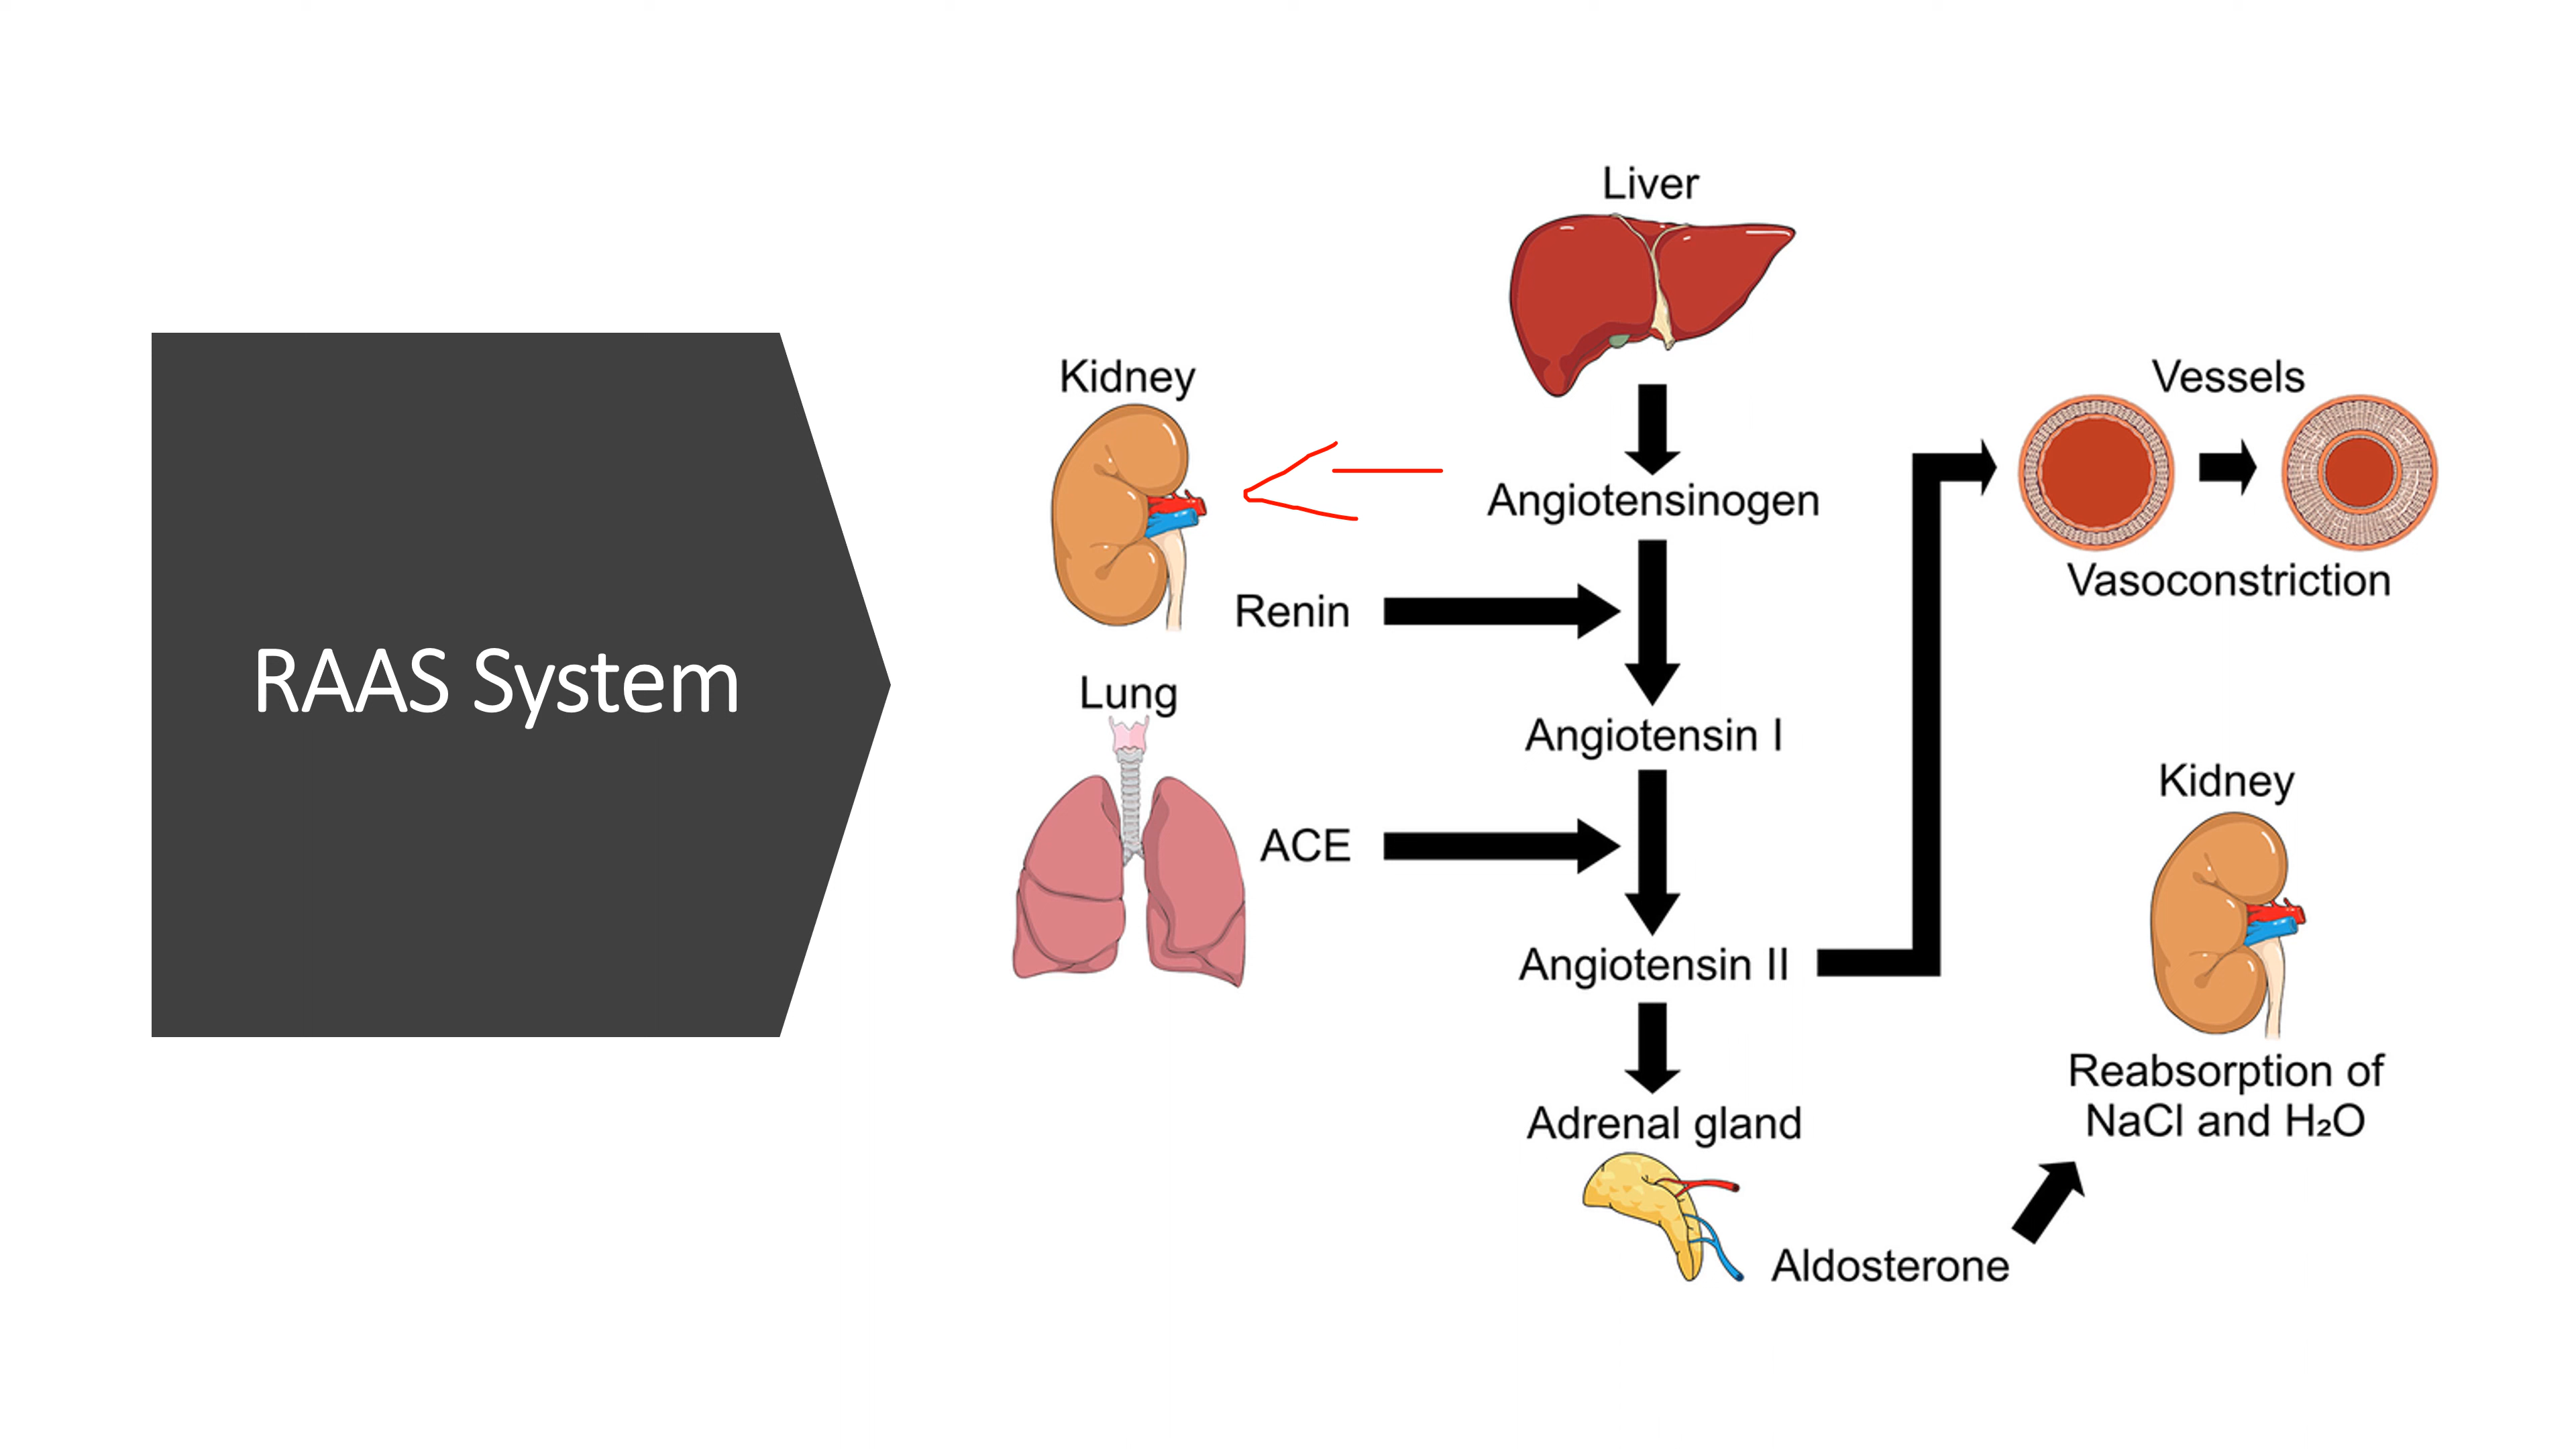 RAAS System
Liver
Kidney
Angiotensinogen
Renin
Lung
Angiotensin I
ACE
Angiotensin II
Adrenal gland
Aldosterone
Vessels
Vasoconstriction
Kidney
Reabsorption of
NaCl and H₂O